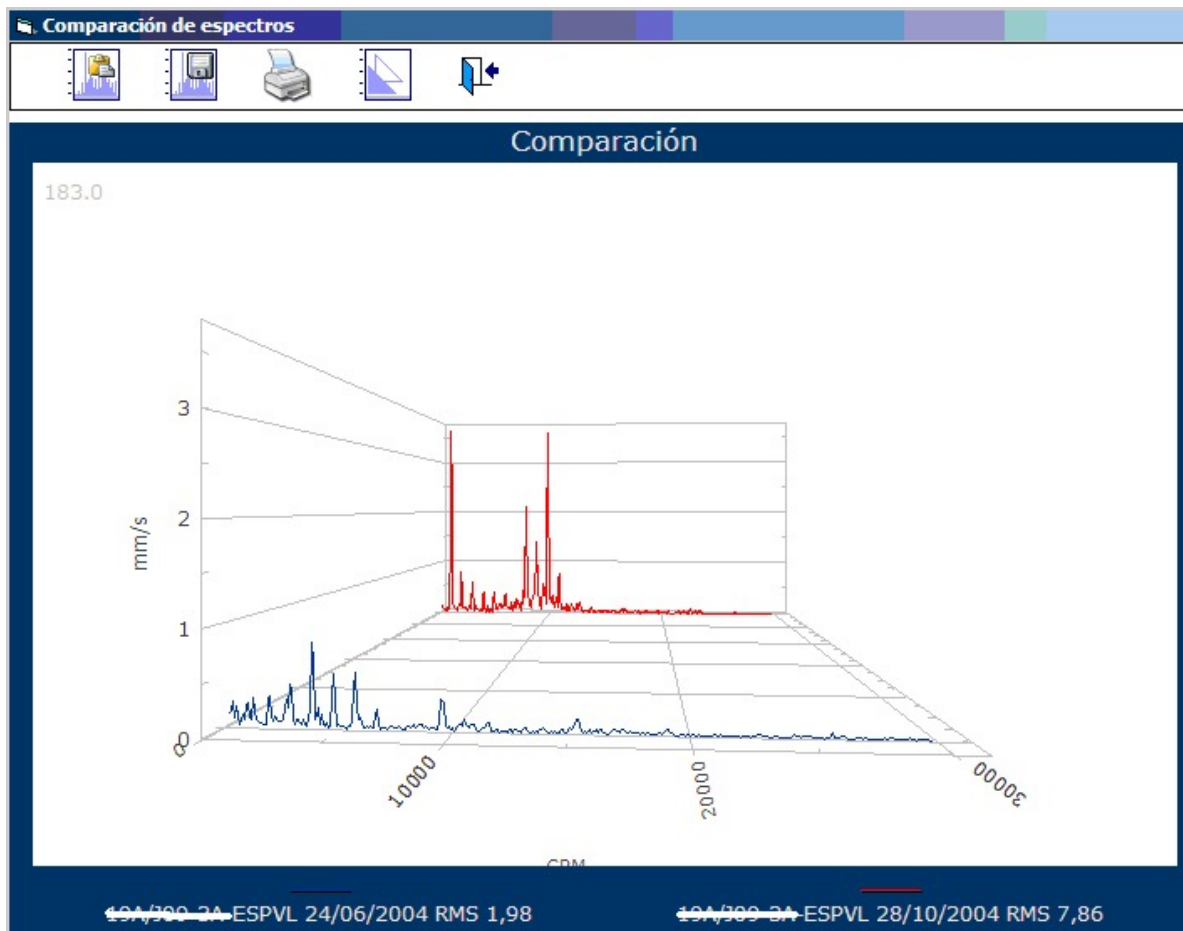 Comparación de espectros
Comparación
183.0
3
2
1
0
mm/s
0
10000
20000
30000
CPM
ESPVL 24/06/2004 RMS 1,98
ESPVL 28/10/2004 RMS 7,86